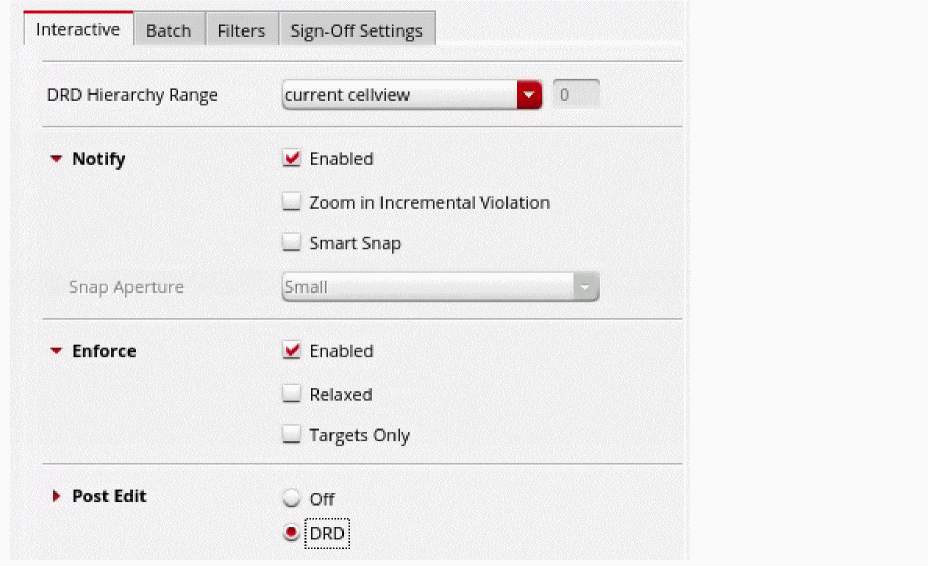 Interactive Batch Filters Sign-Off Settings
DRD Hierarchy Range current cellview 0
Notify Enabled
Zoom in Incremental Violation
Smart Snap
Snap Aperture Small
Enforce Enabled
Relaxed
Targets Only
Post Edit Off
DRD